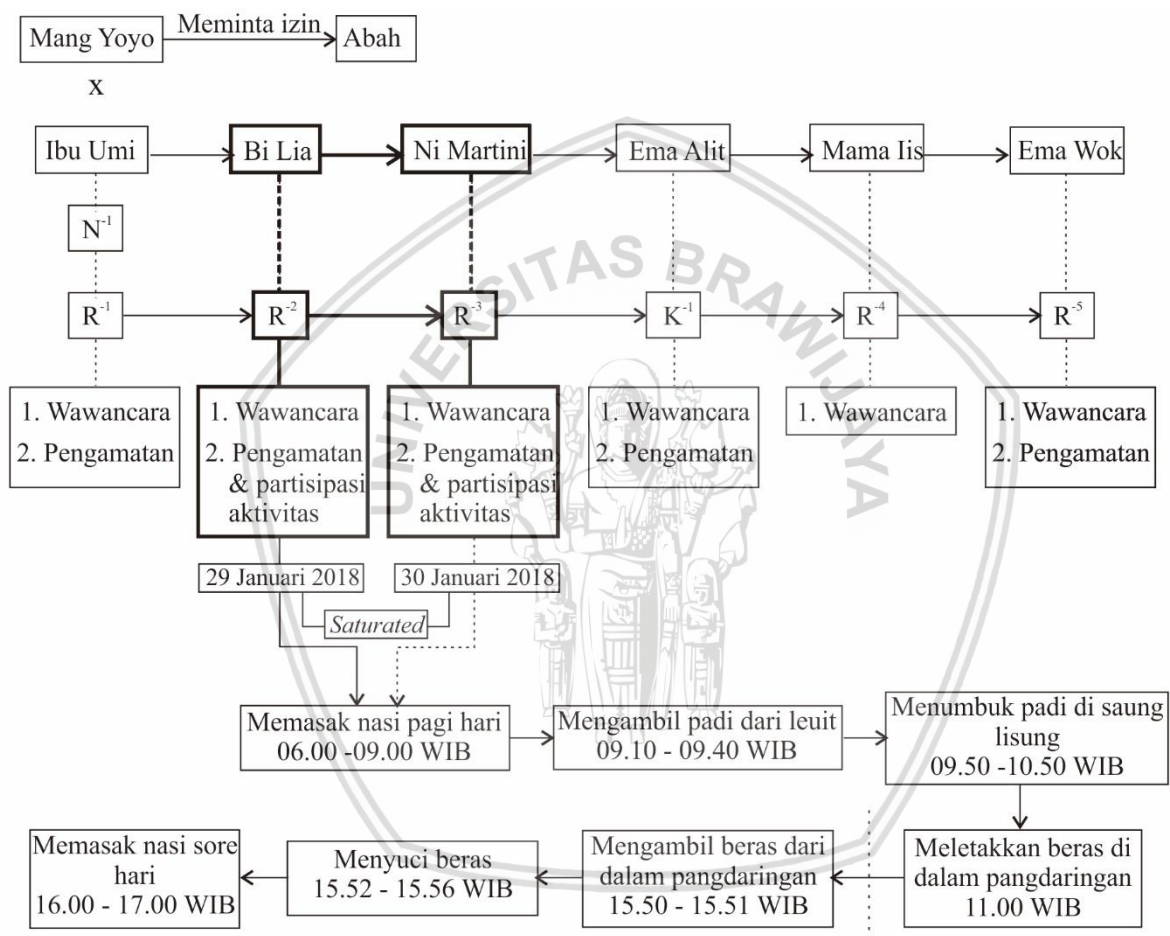 Mang Yoyo
Meminta izin
Abah
x
Ibu Umi
Bi Lia
Ni Martini
Ema Alit
Mama Iis
Ema Wok
N-1
R-1
R-2
R-3
K-1
R-4
R-5
1. Wawancara
2. Pengamatan
1. Wawancara
2. Pengamatan
& partisipasi
aktivitas
1. Wawancara
2. Pengamatan
& partisipasi
aktivitas
1. Wawancara
2. Pengamatan
1. Wawancara
1. Wawancara
2. Pengamatan
29 Januari 2018
30 Januari 2018
Saturated
Memasak nasi pagi hari
06.00 -09.00 WIB
Mengambil padi dari leuit
09.10 - 09.40 WIB
Menumbuk padi di saung
lisung
09.50 -10.50 WIB
Meletakkan beras di
dalam pangdaringan
11.00 WIB
Mengambil beras dari
dalam pangdaringan
15.50 - 15.51 WIB
Menyuci beras
15.52 - 15.56 WIB
Memasak nasi sore
hari
16.00 - 17.00 WIB
UNIVERSITAS BRAWIJAYA